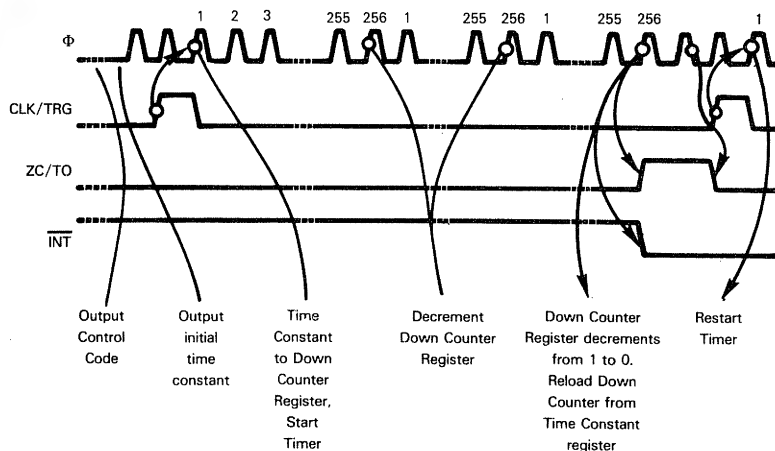 1 2 3 255 256 1 255 256 1 255 256 1
Φ
CLK/TRG
ZC/TO
INT
Output
Control
Code
Output
initial
time
constant
Time
Constant
to Down
Counter
Register,
Start
Timer
Decrement
Down Counter
Register
Down Counter
Register decrements
from 1 to 0.
Reload Down
Counter from
Time Constant
register
Restart
Timer